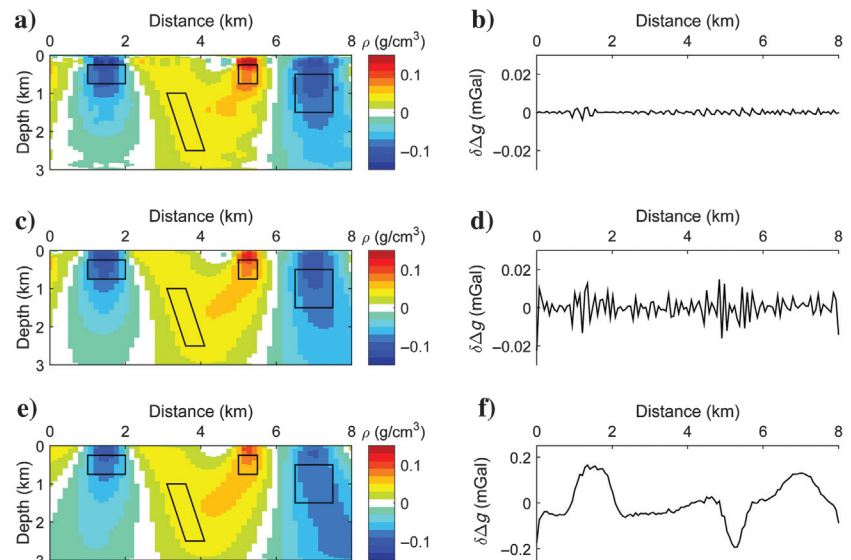 a)
Distance (km)
0 2 4 6 8
ρ (g/cm³)
Depth (km)
0
1
2
3
0.1
0
−0.1
b)
Distance (km)
0 2 4 6 8
δΔg (mGal)
0.02
0
−0.02
c)
Distance (km)
0 2 4 6 8
ρ (g/cm³)
Depth (km)
0
1
2
3
0.1
0
−0.1
d)
Distance (km)
0 2 4 6 8
δΔg (mGal)
0.02
0
−0.02
e)
Distance (km)
0 2 4 6 8
ρ (g/cm³)
Depth (km)
0
1
2
0.1
0
−0.1
f)
Distance (km)
0 2 4 6 8
δΔg (mGal)
0.2
0
−0.2